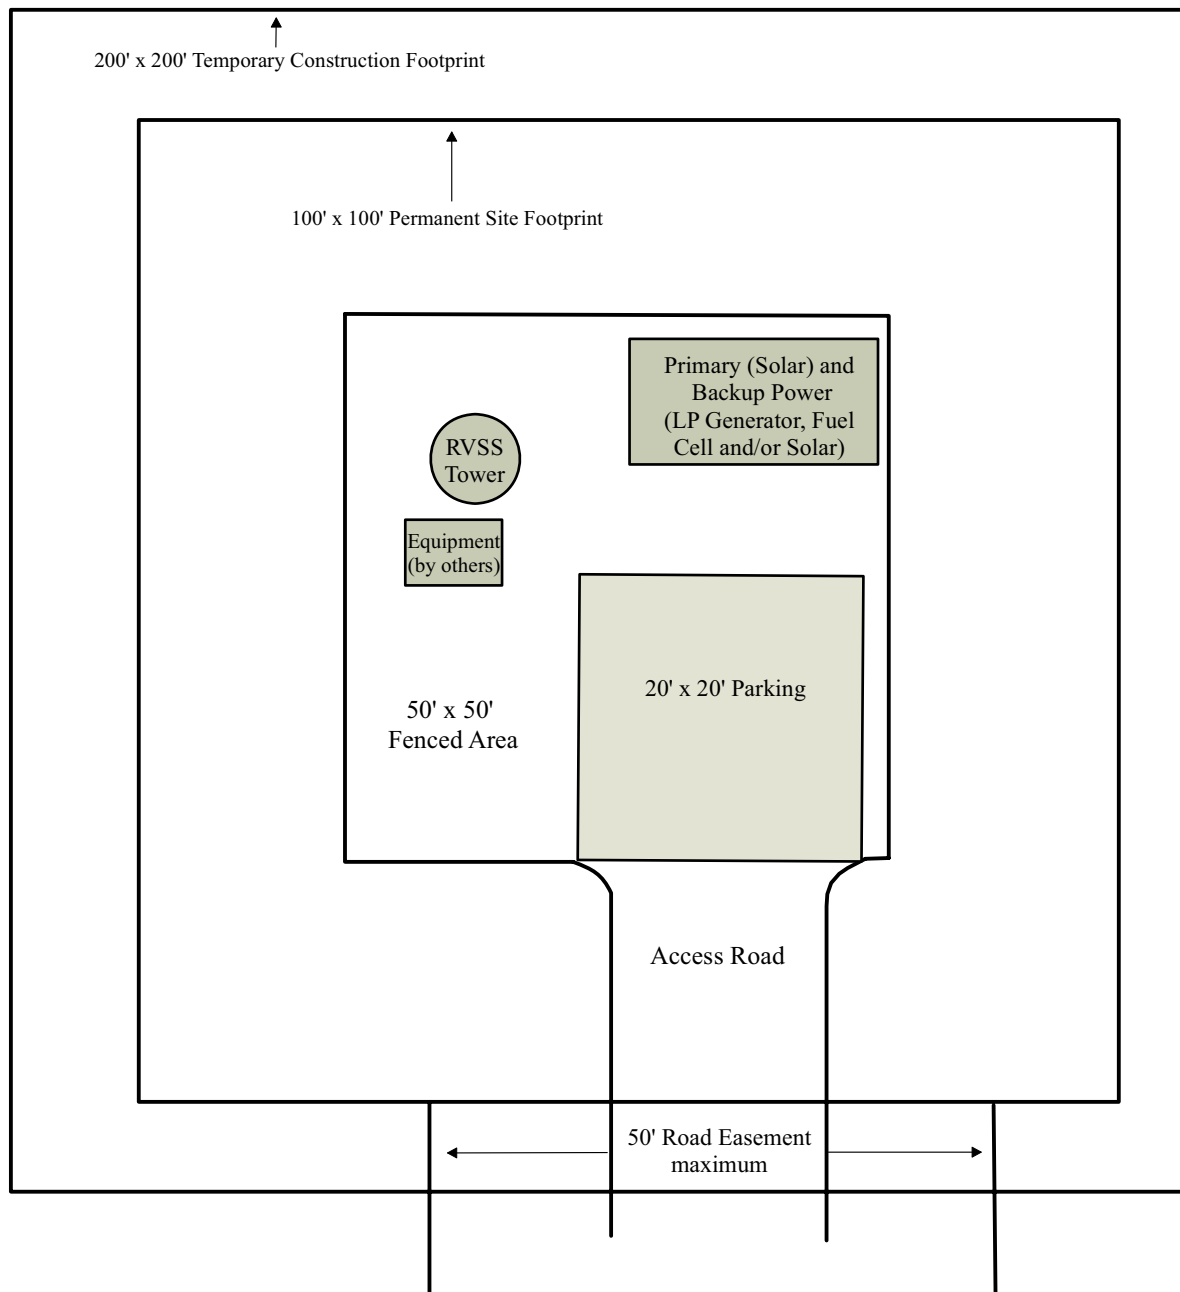 200' x 200' Temporary Construction Footprint
100' x 100' Permanent Site Footprint
Primary (Solar) and
Backup Power
(LP Generator, Fuel
Cell and/or Solar)
RVSS
Tower
Equipment
(by others)
20' x 20' Parking
50' x 50'
Fenced Area
Access Road
50' Road Easement
maximum